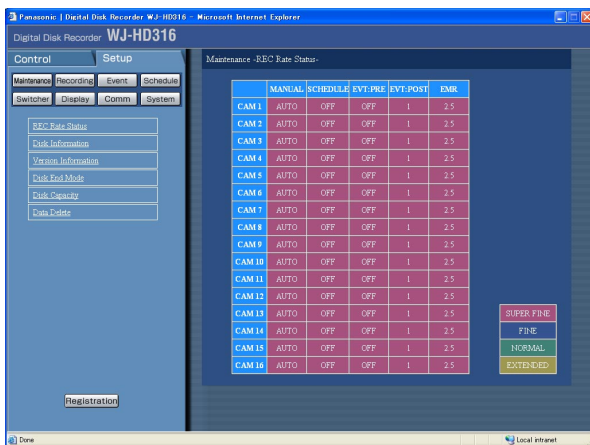 Panasonic | Digital Disk Recorder WJ-HD316 - Microsoft Internet Explorer
Digital Disk Recorder WJ-HD316
Control Setup
Maintenance Recording Event Schedule
Switcher Display Comm System
REC Rate Status
Disk Information
Version Information
Disk End Mode
Disk Capacity
Data Delete
Registration
Maintenance -REC Rate Status-
MANUAL SCHEDULE EVT:PRE EVT:POST EMR
CAM 1 AUTO OFF OFF 1 2.5
CAM 2 AUTO OFF OFF 1 2.5
CAM 3 AUTO OFF OFF 1 2.5
CAM 4 AUTO OFF OFF 1 2.5
CAM 5 AUTO OFF OFF 1 2.5
CAM 6 AUTO OFF OFF 1 2.5
CAM 7 AUTO OFF OFF 1 2.5
CAM 8 AUTO OFF OFF 1 2.5
CAM 9 AUTO OFF OFF 1 2.5
CAM 10 AUTO OFF OFF 1 2.5
CAM 11 AUTO OFF OFF 1 2.5
CAM 12 AUTO OFF OFF 1 2.5
CAM 13 AUTO OFF OFF 1 2.5
CAM 14 AUTO OFF OFF 1 2.5
CAM 15 AUTO OFF OFF 1 2.5
CAM 16 AUTO OFF OFF 1 2.5
SUPER FINE
FINE
NORMAL
EXTENDED
Done Local intranet